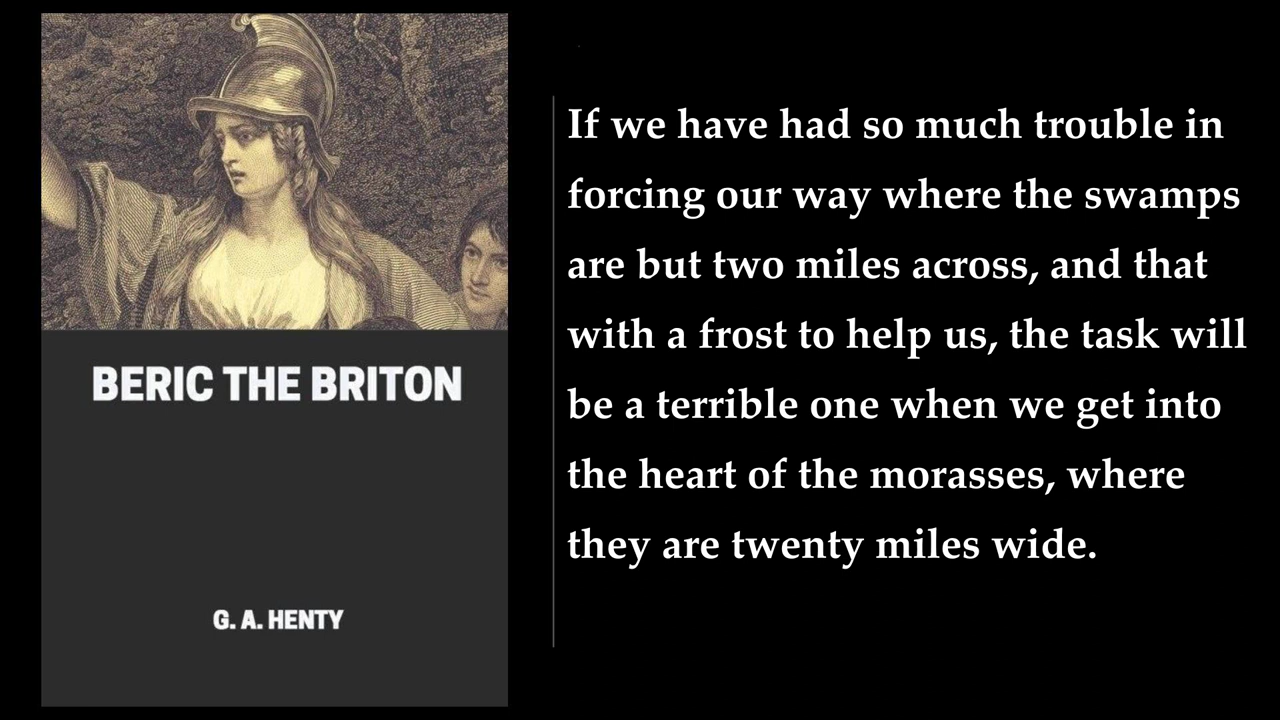 BERIC THE BRITON
G. A. HENTY
If we have had so much trouble in
forcing our way where the swamps
are but two miles across, and that
with a frost to help us, the task will
be a terrible one when we get into
the heart of the morasses, where
they are twenty miles wide.